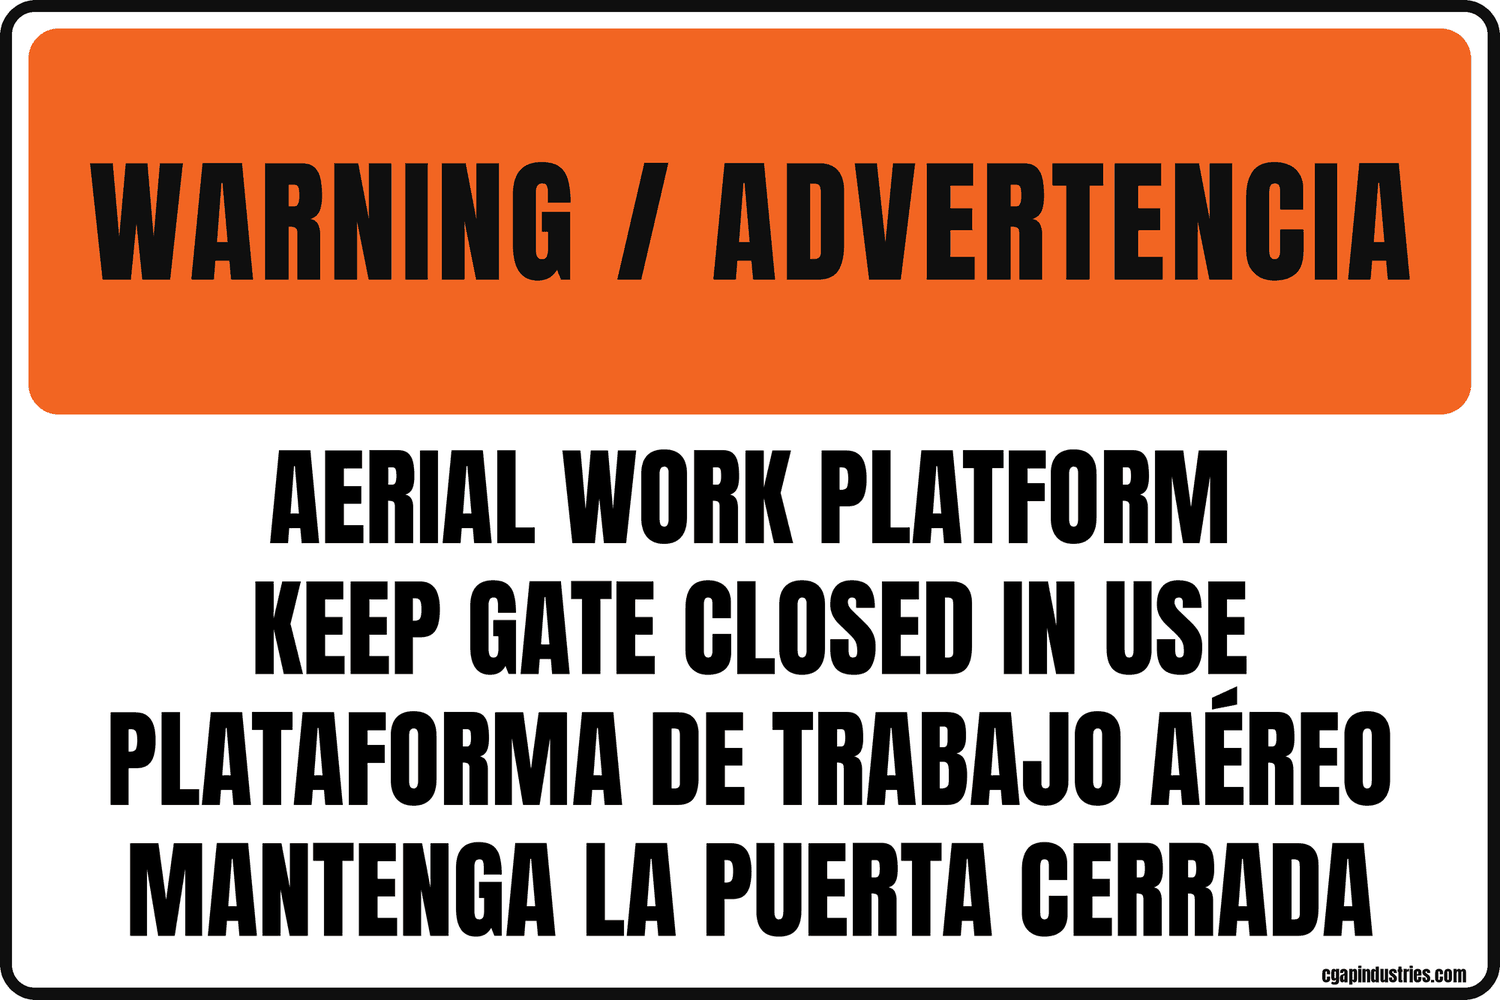 WARNING / ADVERTENCIA
AERIAL WORK PLATFORM
KEEP GATE CLOSED IN USE
PLATAFORMA DE TRABAJO AÉREO
MANTENGA LA PUERTA CERRADA
cgapindustries.com